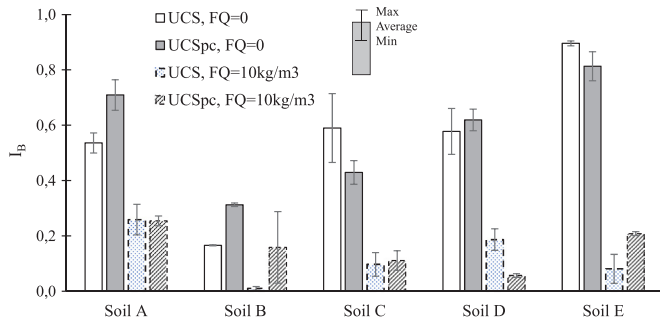 UCS, FQ=0
UCSpc, FQ=0
UCS, FQ=10kg/m3
UCSpc, FQ=10kg/m3
Max
Average
Min
I_B
1,0
0,8
0,6
0,4
0,2
0,0
Soil A
Soil B
Soil C
Soil D
Soil E